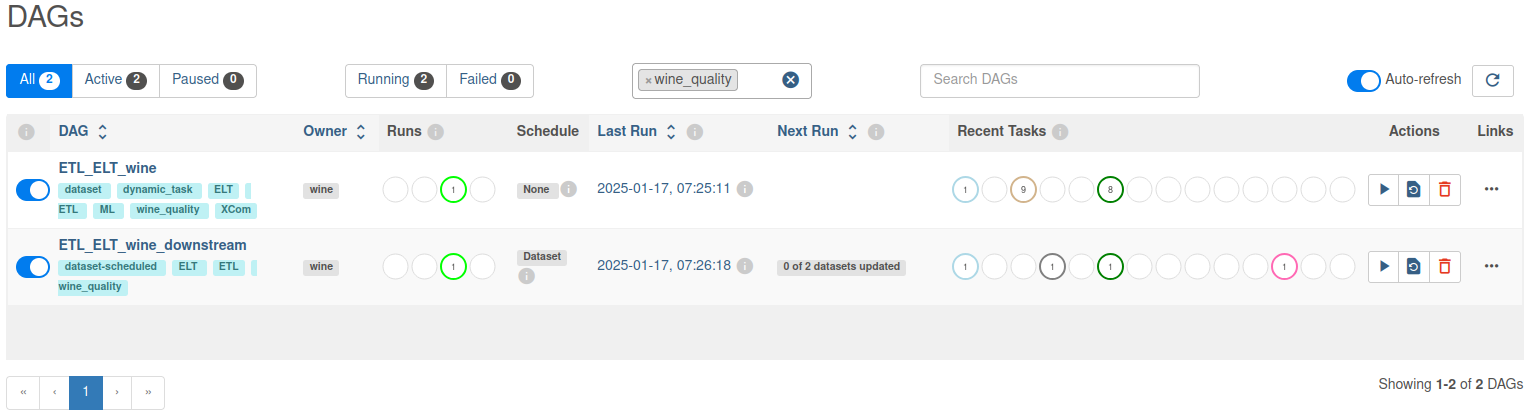 DAGs
All 2 Active 2 Paused 0 Running 2 Failed 0 × wine_quality Search DAGs Auto-refresh
i DAG Owner Runs i Schedule Last Run i Next Run i Recent Tasks i Actions Links
ETL_ELT_wine
dataset dynamic_task ELT
ETL ML wine_quality XCom
wine 1 None i 2025-01-17, 07:25:11 i 1 9 8 ...
ETL_ELT_wine_downstream
dataset-scheduled ELT ETL
wine_quality
wine 1 Dataset i 2025-01-17, 07:26:18 i 0 of 2 datasets updated 1 1 1 1 ...
« ‹ 1 › » Showing 1-2 of 2 DAGs